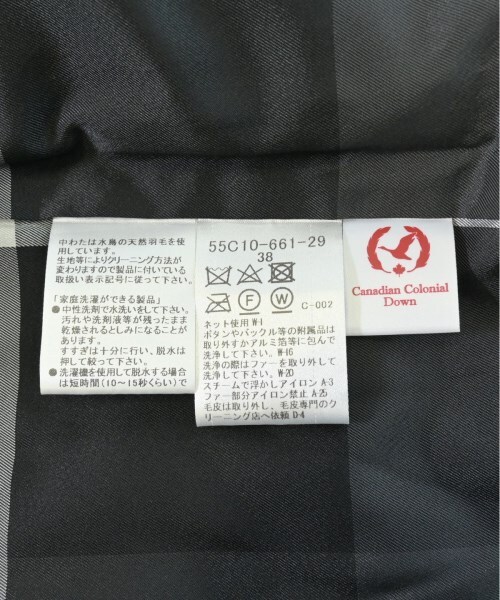 中わたは水鳥の天然羽毛を使
用しています。
生地等によりクリーニング方法が
変わりますので製品に付いている
取扱い表示記号に従って下さい。
「家庭洗濯ができる製品」
●中性洗剤で水洗いをして下さい。
汚れや洗剤液等が残ったまま
乾燥されるとしみになることが
あります。
すすぎは十分に行い、脱水は
押して絞って下さい。
●洗濯機を使用して脱水する場合
は短時間(10〜15秒くらい)で
55C10-661-29
38
F
W
C-002
ネット使用 W-1
ボタンやバックル等の附属品は
取り外すかアルミ箔等に包んで
洗浄して下さい。W-16
洗浄の際はファーを取り外して
洗浄して下さい。W-20
スチームで浮かしアイロン A-3
ファー部分アイロン禁止 A-25
毛皮は取り外し、毛皮専門のク
リーニング店へ依頼 D-4
Canadian Colonial
Down